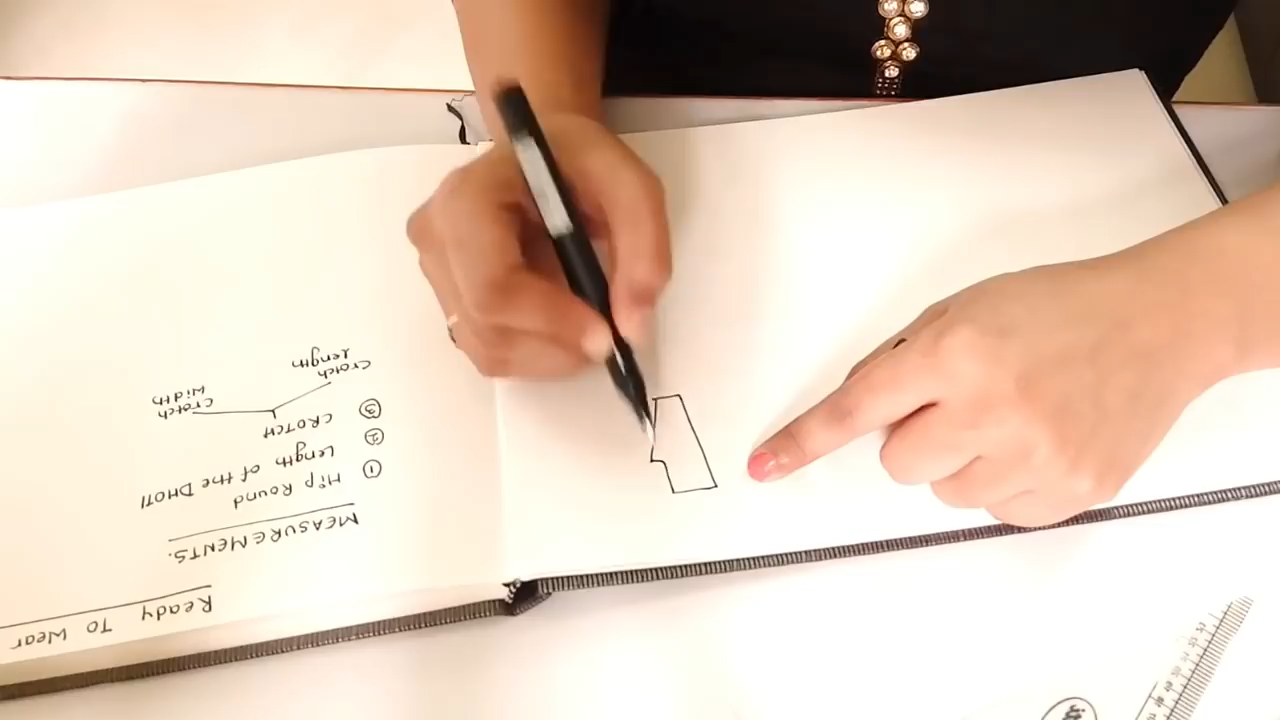 Ready To Wear
MEASUREMENTS.
① Hip Round
② Length of the DHOTI
③ CROTCH
crotch width
crotch length